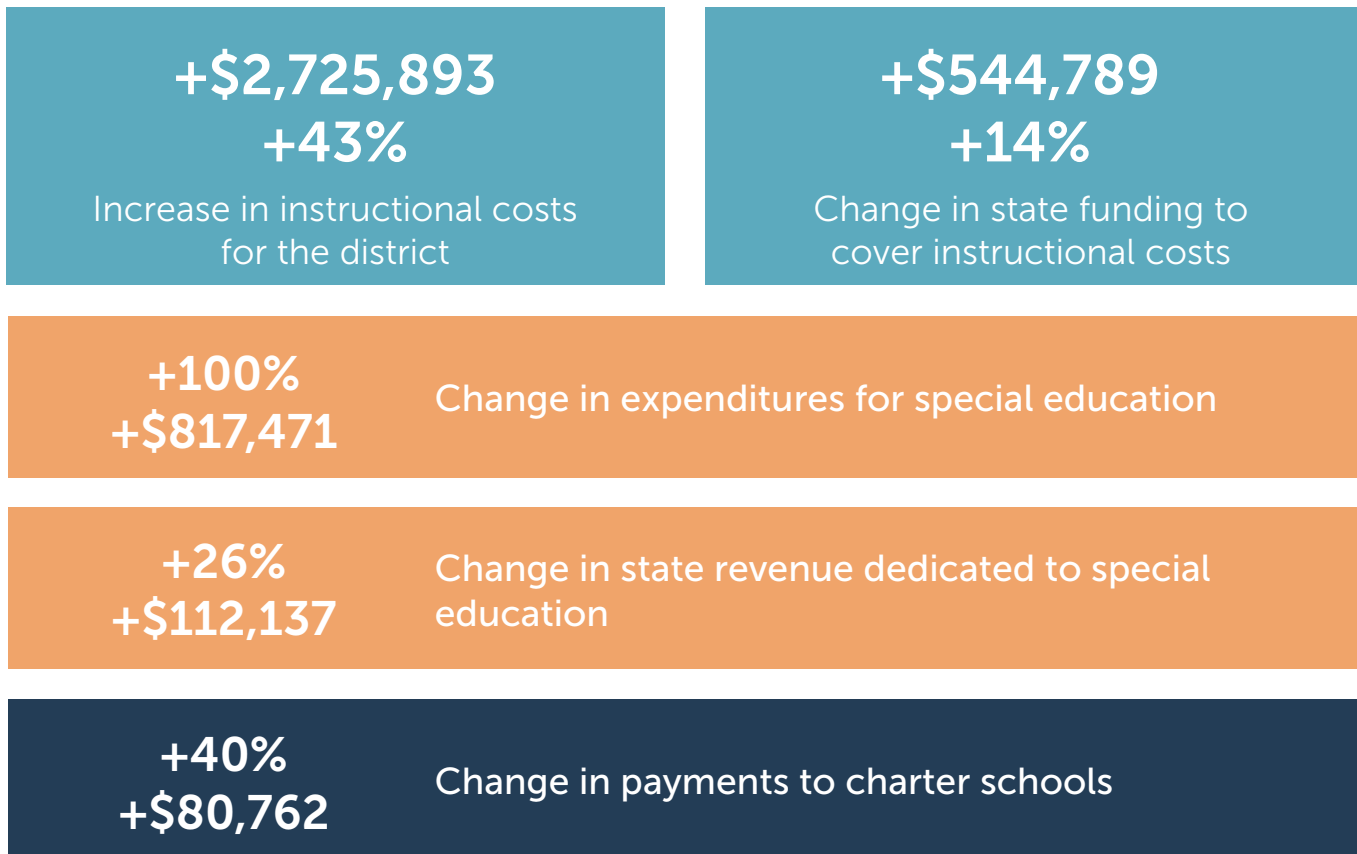 +$2,725,893
+43%
Increase in instructional costs
for the district
+$544,789
+14%
Change in state funding to
cover instructional costs
+100%
+$817,471
Change in expenditures for special education
+26%
+$112,137
Change in state revenue dedicated to special
education
+40%
+$80,762
Change in payments to charter schools